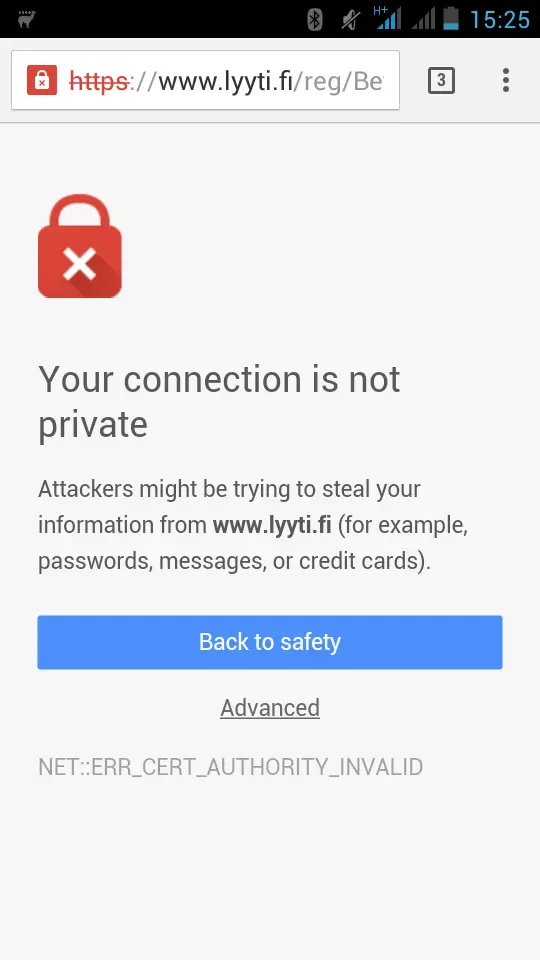 H+ 15:25
https://www.lyyti.fi/reg/Be 3
Your connection is not
private
Attackers might be trying to steal your
information from www.lyyti.fi (for example,
passwords, messages, or credit cards).
Back to safety
Advanced
NET::ERR_CERT_AUTHORITY_INVALID